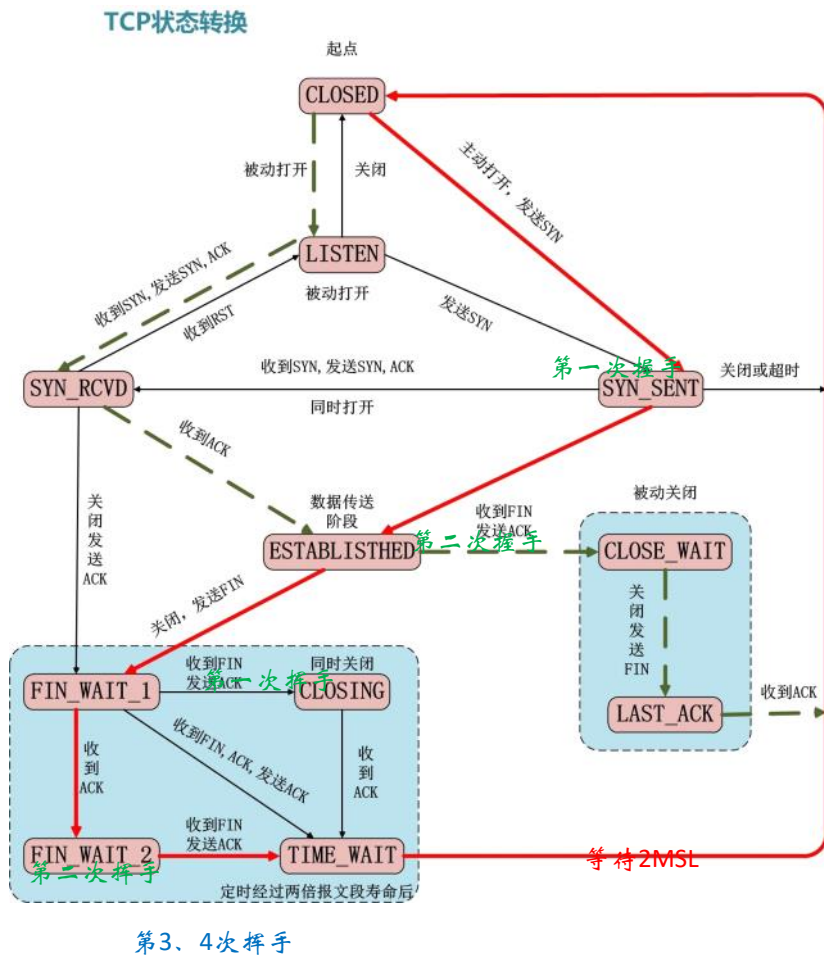 TCP状态转换
起点
CLOSED
被动打开
关闭
主动打开，发送SYN
LISTEN
被动打开
收到SYN,发送SYN,ACK
收到RST
发送SYN
收到SYN,发送SYN,ACK
第一次握手
SYN_RCVD
同时打开
SYN_SENT
关闭或超时
收到ACK
数据传送
阶段
收到FIN
发送ACK
被动关闭
关
闭
发
送
ACK
ESTABLISTHED
第二次握手
CLOSE_WAIT
关闭，发送FIN
关
闭
发
送
FIN
收到FIN
发送ACK
同时关闭
FIN_WAIT_1
第一次挥手
CLOSING
LAST_ACK
收到ACK
收
到
ACK
收到FIN,ACK,发送ACK
收
到
ACK
收到FIN
发送ACK
FIN_WAIT_2
第二次挥手
TIME_WAIT
等待2MSL
定时经过两倍报文段寿命后
第3、4次挥手